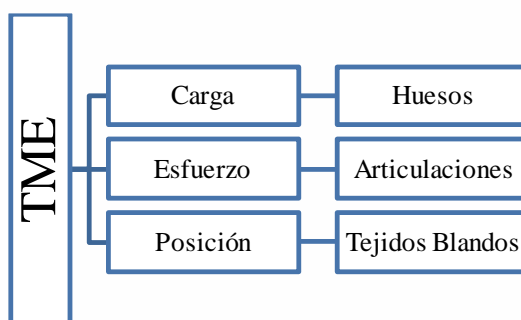 TME
Carga
Huesos
Esfuerzo
Articulaciones
Posición
Tejidos Blandos